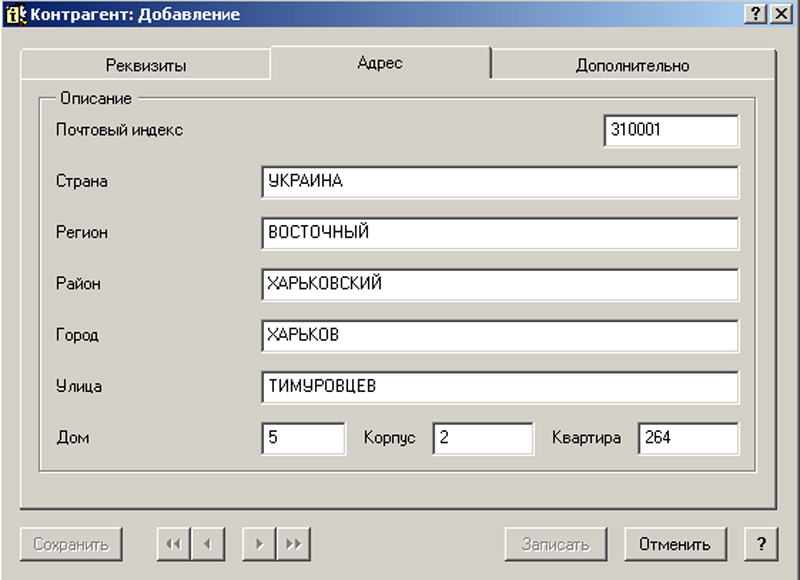 Контрагент: Добавление
Реквизиты Адрес Дополнительно
Описание
Почтовый индекс 310001
Страна УКРАИНА
Регион ВОСТОЧНЫЙ
Район ХАРЬКОВСКИЙ
Город ХАРЬКОВ
Улица ТИМУРОВЦЕВ
Дом 5 Корпус 2 Квартира 264
Сохранить Записать Отменить ?